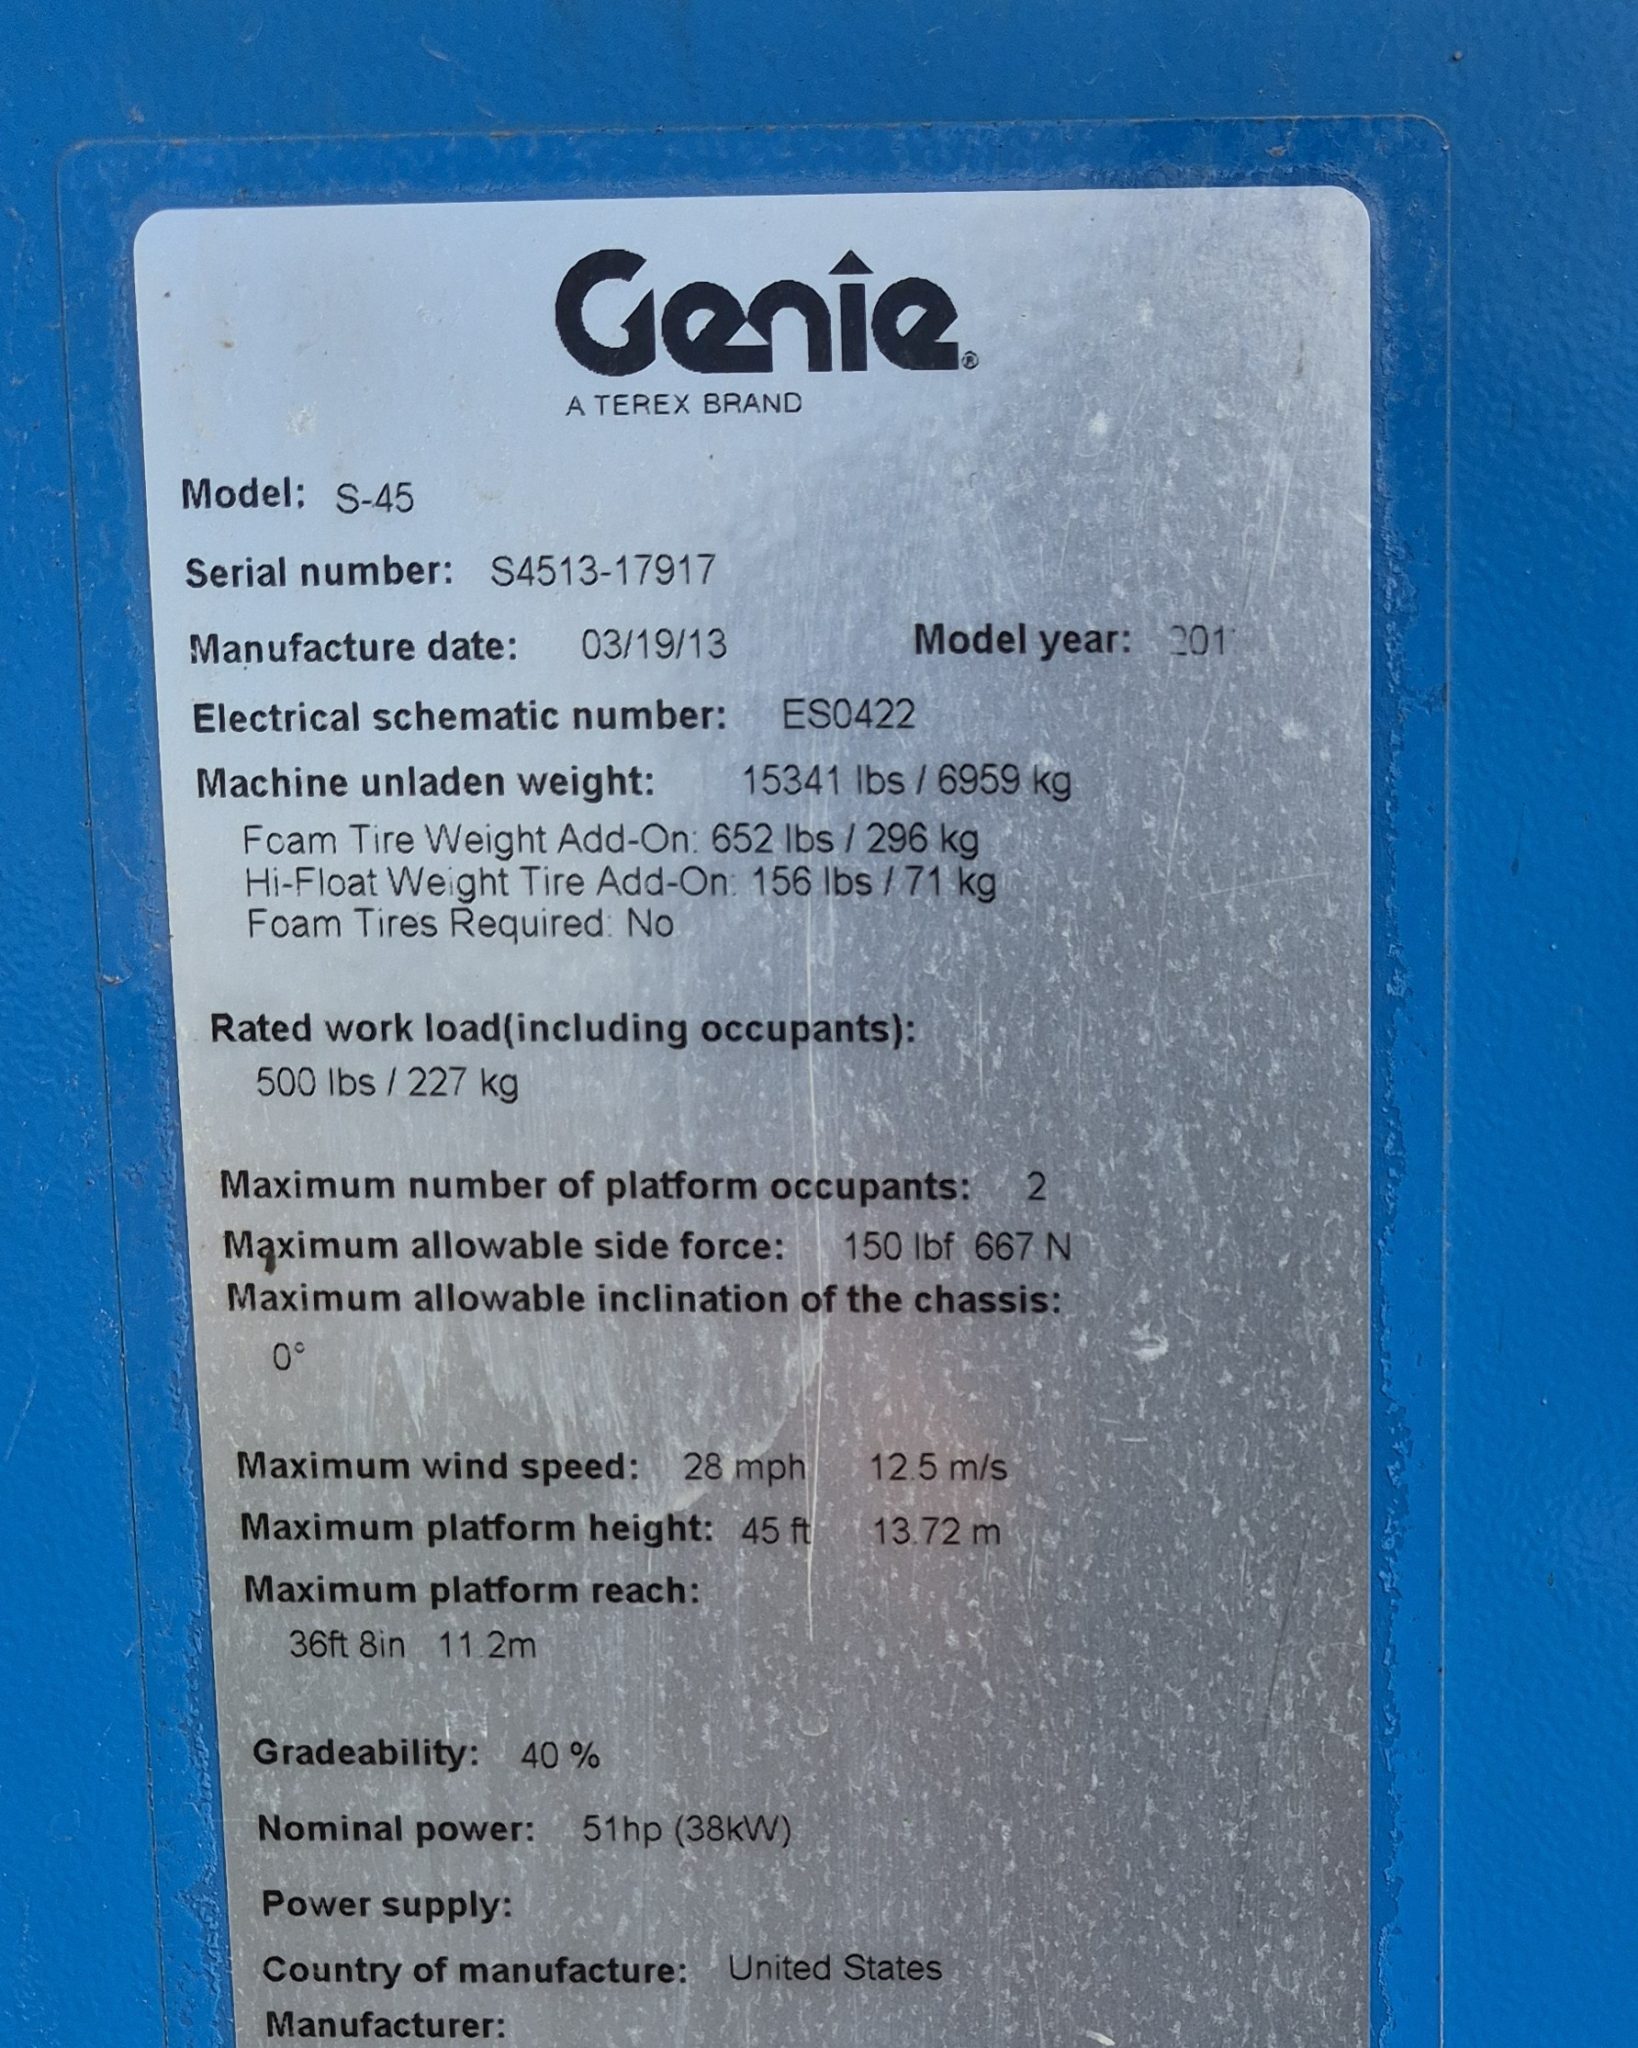 Genie®
A TEREX BRAND
Model: S-45
Serial number: S4513-17917
Manufacture date: 03/19/13 Model year:
Electrical schematic number: ES0422
Machine unladen weight: 15341 lbs / 6959 kg
Foam Tire Weight Add-On: 652 lbs / 296 kg
Hi-Float Weight Tire Add-On: 156 lbs / 71 kg
Foam Tires Required: No
Rated work load(including occupants):
500 lbs / 227 kg
Maximum number of platform occupants: 2
Maximum allowable side force: 150 lbf 667 N
Maximum allowable inclination of the chassis:
0°
Maximum wind speed: 28 mph 12.5 m/s
Maximum platform height: 45 ft 13.72 m
Maximum platform reach:
36ft 8in 11.2m
Gradeability: 40 %
Nominal power: 51hp (38kW)
Power supply:
Country of manufacture: United States
Manufacturer: